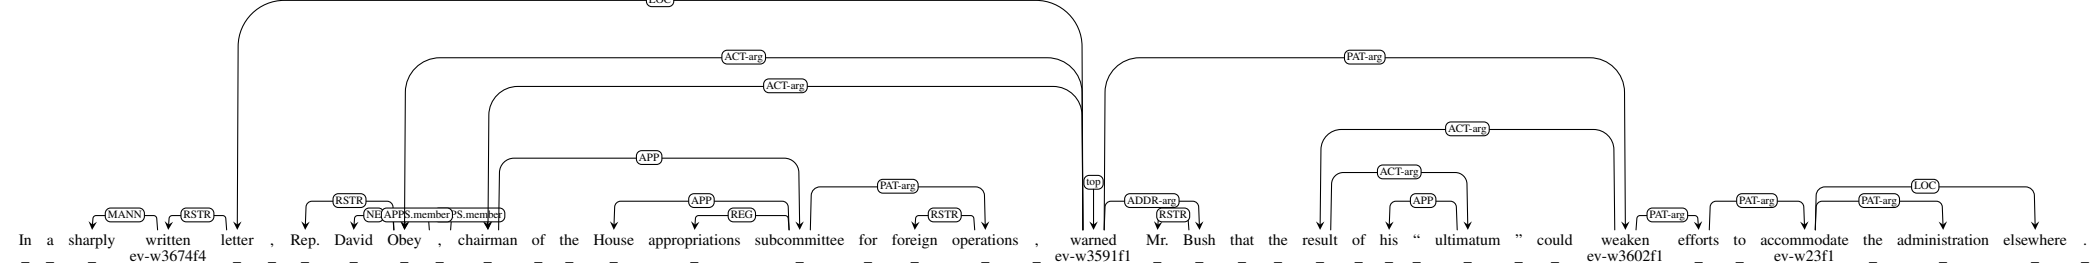 LOC
ACT-arg PAT-arg
ACT-arg
ACT-arg
APP
ACT-arg
top
PAT-arg LOC
RSTR APP ADDR-arg APP PAT-arg PAT-arg
MANN RSTR APPS.member PS.member REG RSTR RSTR PAT-arg
In a sharply written letter , Rep. David Obey , chairman of the House appropriations subcommittee for foreign operations , warned Mr. Bush that the result of his “ ultimatum ” could weaken efforts to accommodate the administration elsewhere .
ev-w3674f4 ev-w3591f1 ev-w3602f1 ev-w23f1